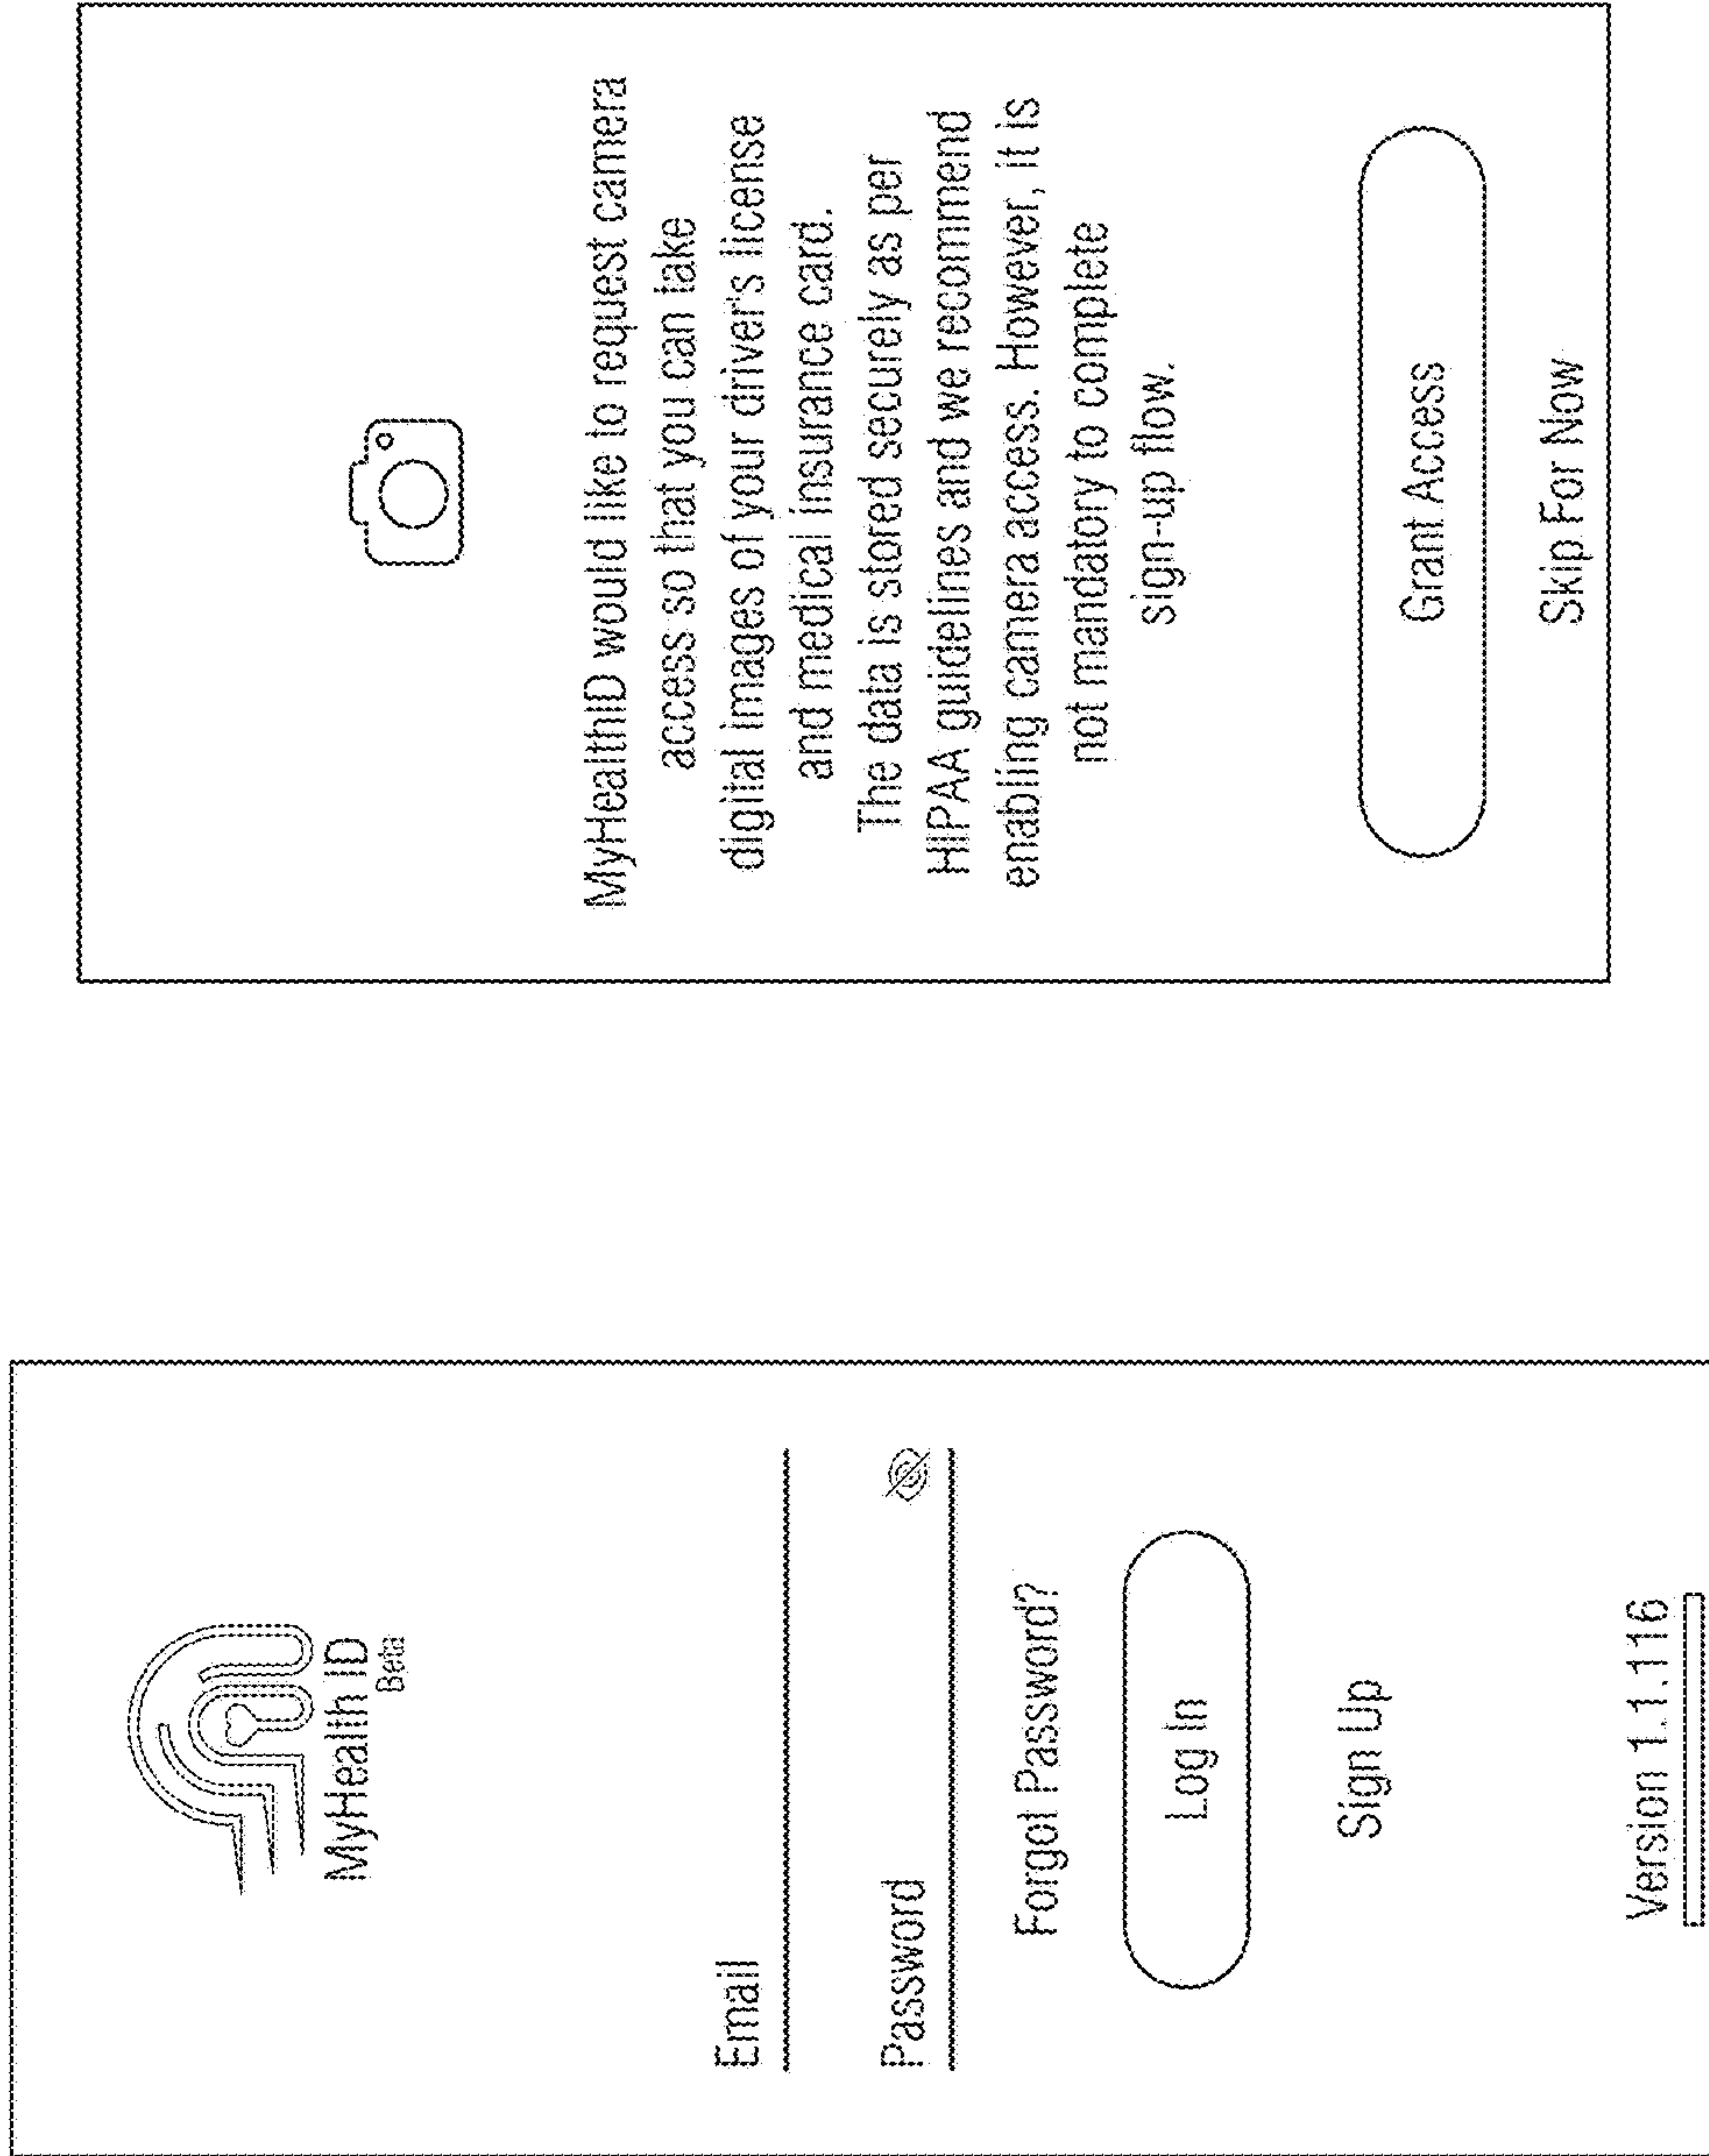 MyHealth ID
Beta
Email
Password
Forgot Password?
Log In
Sign Up
Version 1.1.116
MyHealthID would like to request camera
access so that you can take
digital images of your driver's license
and medical insurance card.
The data is stored securely as per
HIPAA guidelines and we recommend
enabling camera access. However, it is
not mandatory to complete
sign-up flow.
Grant Access
Skip For Now